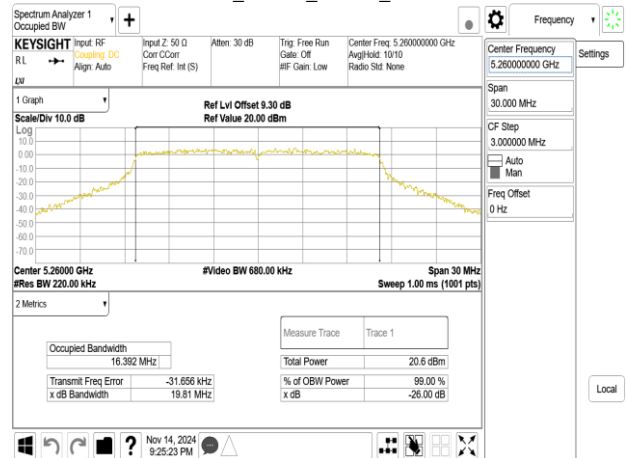 Spectrum Analyzer 1
Occupied BW
+
Frequency
KEYSIGHT
RL
LXI
Input: RF
Coupling: DC
Align: Auto
Input Z: 50 Ω
Corr CCorr
Freq Ref: Int (S)
Atten: 30 dB
Trig: Free Run
Gate: Off
#IF Gain: Low
Center Freq: 5.260000000 GHz
Avg|Hold: 10/10
Radio Std: None
Center Frequency
5.260000000 GHz
Settings
Span
30.000 MHz
CF Step
3.000000 MHz
Auto
Man
Freq Offset
0 Hz
Local
1 Graph
Scale/Div 10.0 dB
Ref Lvl Offset 9.30 dB
Ref Value 20.00 dBm
Log
10.0
0.00
-10.0
-20.0
-30.0
-40.0
-50.0
-60.0
-70.0
Center 5.26000 GHz
#Video BW 680.00 kHz
Span 30 MHz
#Res BW 220.00 kHz
Sweep 1.00 ms (1001 pts)
2 Metrics
Measure Trace
Trace 1
Occupied Bandwidth
16.392 MHz
Total Power
20.6 dBm
Transmit Freq Error
-31.656 kHz
% of OBW Power
99.00 %
x dB Bandwidth
19.81 MHz
x dB
-26.00 dB
?
Nov 14, 2024
9:25:23 PM